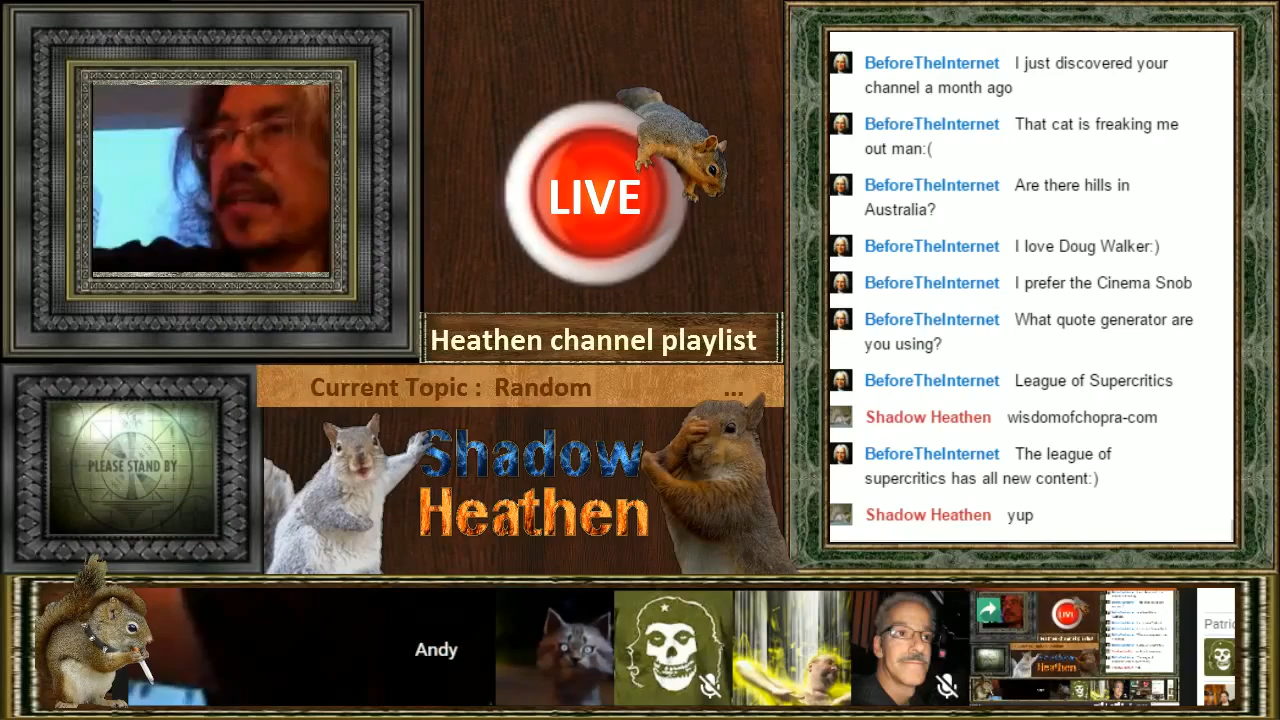 LIVE
Heathen channel playlist
Current Topic : Random ...
PLEASE STAND BY
Shadow
Heathen
BeforeTheInternet I just discovered your
channel a month ago
BeforeTheInternet That cat is freaking me
out man:(
BeforeTheInternet Are there hills in
Australia?
BeforeTheInternet I love Doug Walker:)
BeforeTheInternet I prefer the Cinema Snob
BeforeTheInternet What quote generator are
you using?
BeforeTheInternet League of Supercritics
Shadow Heathen wisdomofchopra-com
BeforeTheInternet The league of
supercritics has all new content:)
Shadow Heathen yup
Andy
LIVE
Heathen
Patric